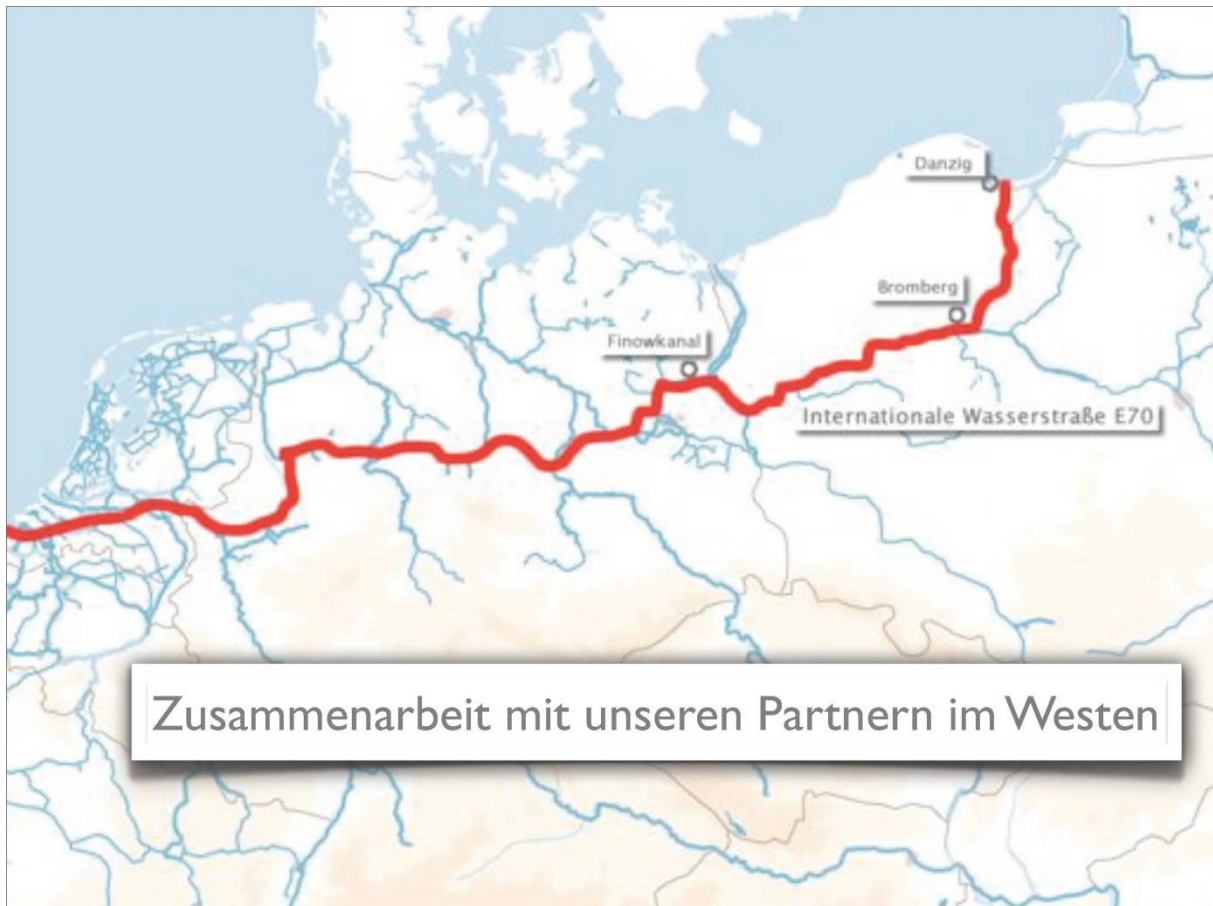 Danzig
Bromberg
Finowkanal
Internationale Wasserstraße E70
Zusammenarbeit mit unseren Partnern im Westen